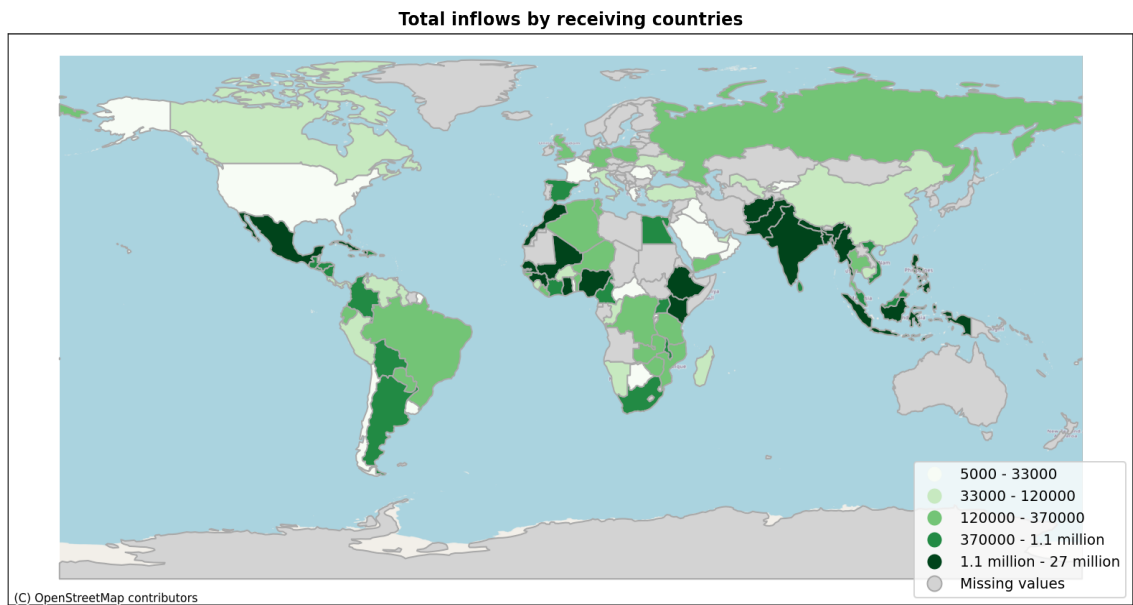 Total inflows by receiving countries
5000 - 33000
33000 - 120000
120000 - 370000
370000 - 1.1 million
1.1 million - 27 million
Missing values
(C) OpenStreetMap contributors